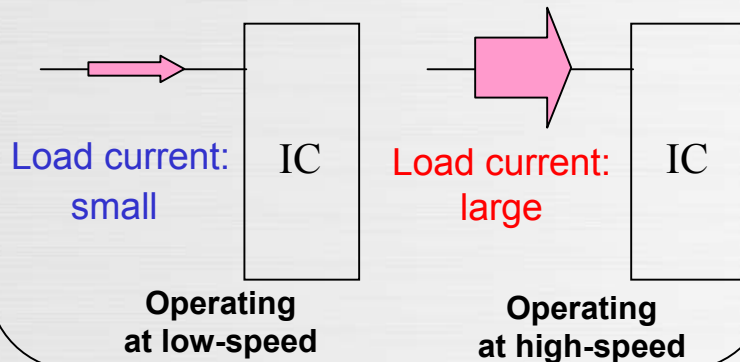 Load current:
small
IC
Operating
at low-speed
Load current:
large
IC
Operating
at high-speed